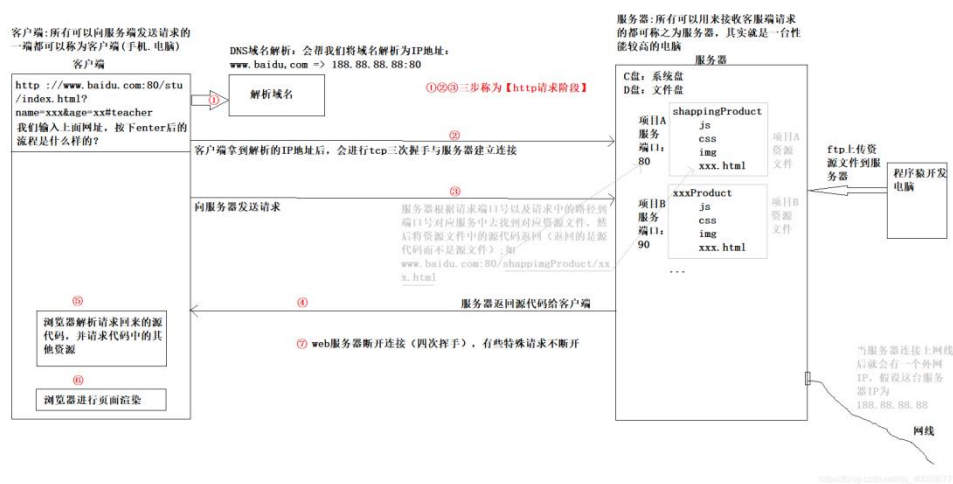 客户端:所有可以向服务端发送请求的
一端都可以称为客户端(手机.电脑)
客户端
http ://www.baidu.com:80/stu
/index.html?
name=xxx&age=xx#teacher
我们输入上面网址，按下enter后的
流程是什么样的？
①
DNS域名解析：会帮我们将域名解析为IP地址：
www.baidu,com => 188.88.88.88:80
解析域名
①②③三步称为【http请求阶段】
②
客户端拿到解析的IP地址后，会进行tcp三次握手与服务器建立连接
③
向服务器发送请求
服务器根据请求端口号以及请求中的路径到
端口号对应服务中去找到对应资源文件，然
后将资源文件中的源代码返回（返回的是源
代码而不是源文件）;如
www.baidu.com:80/shappimgProduct/xx
x.html
④
服务器返回源代码给客户端
⑤
浏览器解析请求回来的源
代码，并请求代码中的其
他资源
⑥
浏览器进行页面渲染
⑦ web服务器断开连接（四次挥手），有些特殊请求不断开
服务器:所有可以用来接收客服端请求
的都可称之为服务器，其实就是一台性
能较高的电脑
服务器
C盘：系统盘
D盘：文件盘
项目A
服务
端口：
80
shappingProduct
js
css
img
xxx.html
项目A
资源
文件
项目B
服务
端口：
90
xxxProduct
js
css
img
xxx.html
项目B
资源
文件
...
ftp上传资
源文件到服
务器
程序猿开发
电脑
当服务器连接上网线
后就会有一个外网
IP，假设这台服务
器IP为
188.88.88.88
网线